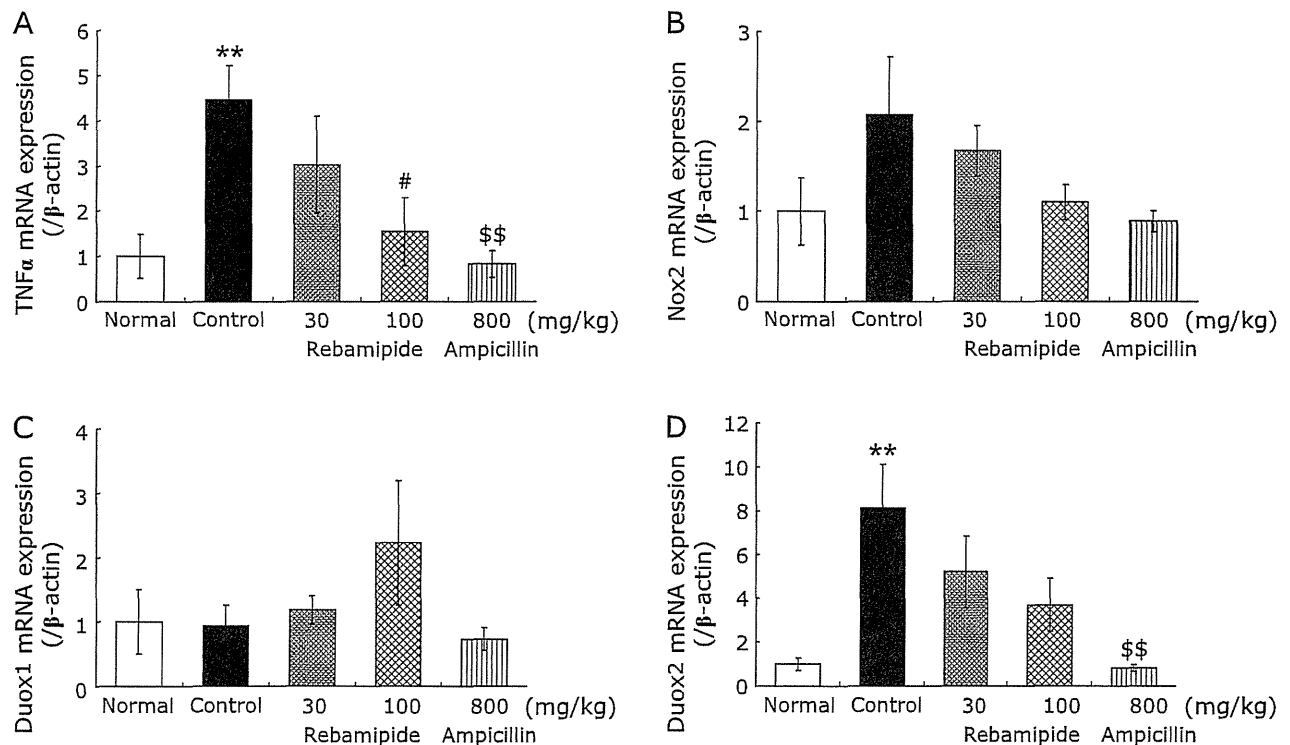 A
TNFα mRNA expression
(/β-actin)
6
5
4
3
2
1
0
**
#
$$
Normal Control 30 100 800 (mg/kg)
Rebamipide Ampicillin
B
Nox2 mRNA expression
(/β-actin)
3
2
1
0
Normal Control 30 100 800 (mg/kg)
Rebamipide Ampicillin
C
Duox1 mRNA expression
(/β-actin)
4
3
2
1
0
Normal Control 30 100 800 (mg/kg)
Rebamipide Ampicillin
D
Duox2 mRNA expression
(/β-actin)
12
10
8
6
4
2
0
**
$$
Normal Control 30 100 800 (mg/kg)
Rebamipide Ampicillin